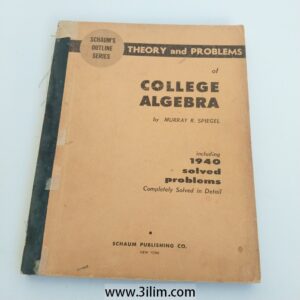 SCHAUM'S
OUTLINE
SERIES
THEORY and PROBLEMS
of
COLLEGE
ALGEBRA
by MURRAY R. SPIEGEL
including
1940
solved
problems
Completely Solved in Detail
SCHAUM PUBLISHING CO.
NEW YORK
www.3ilim.com